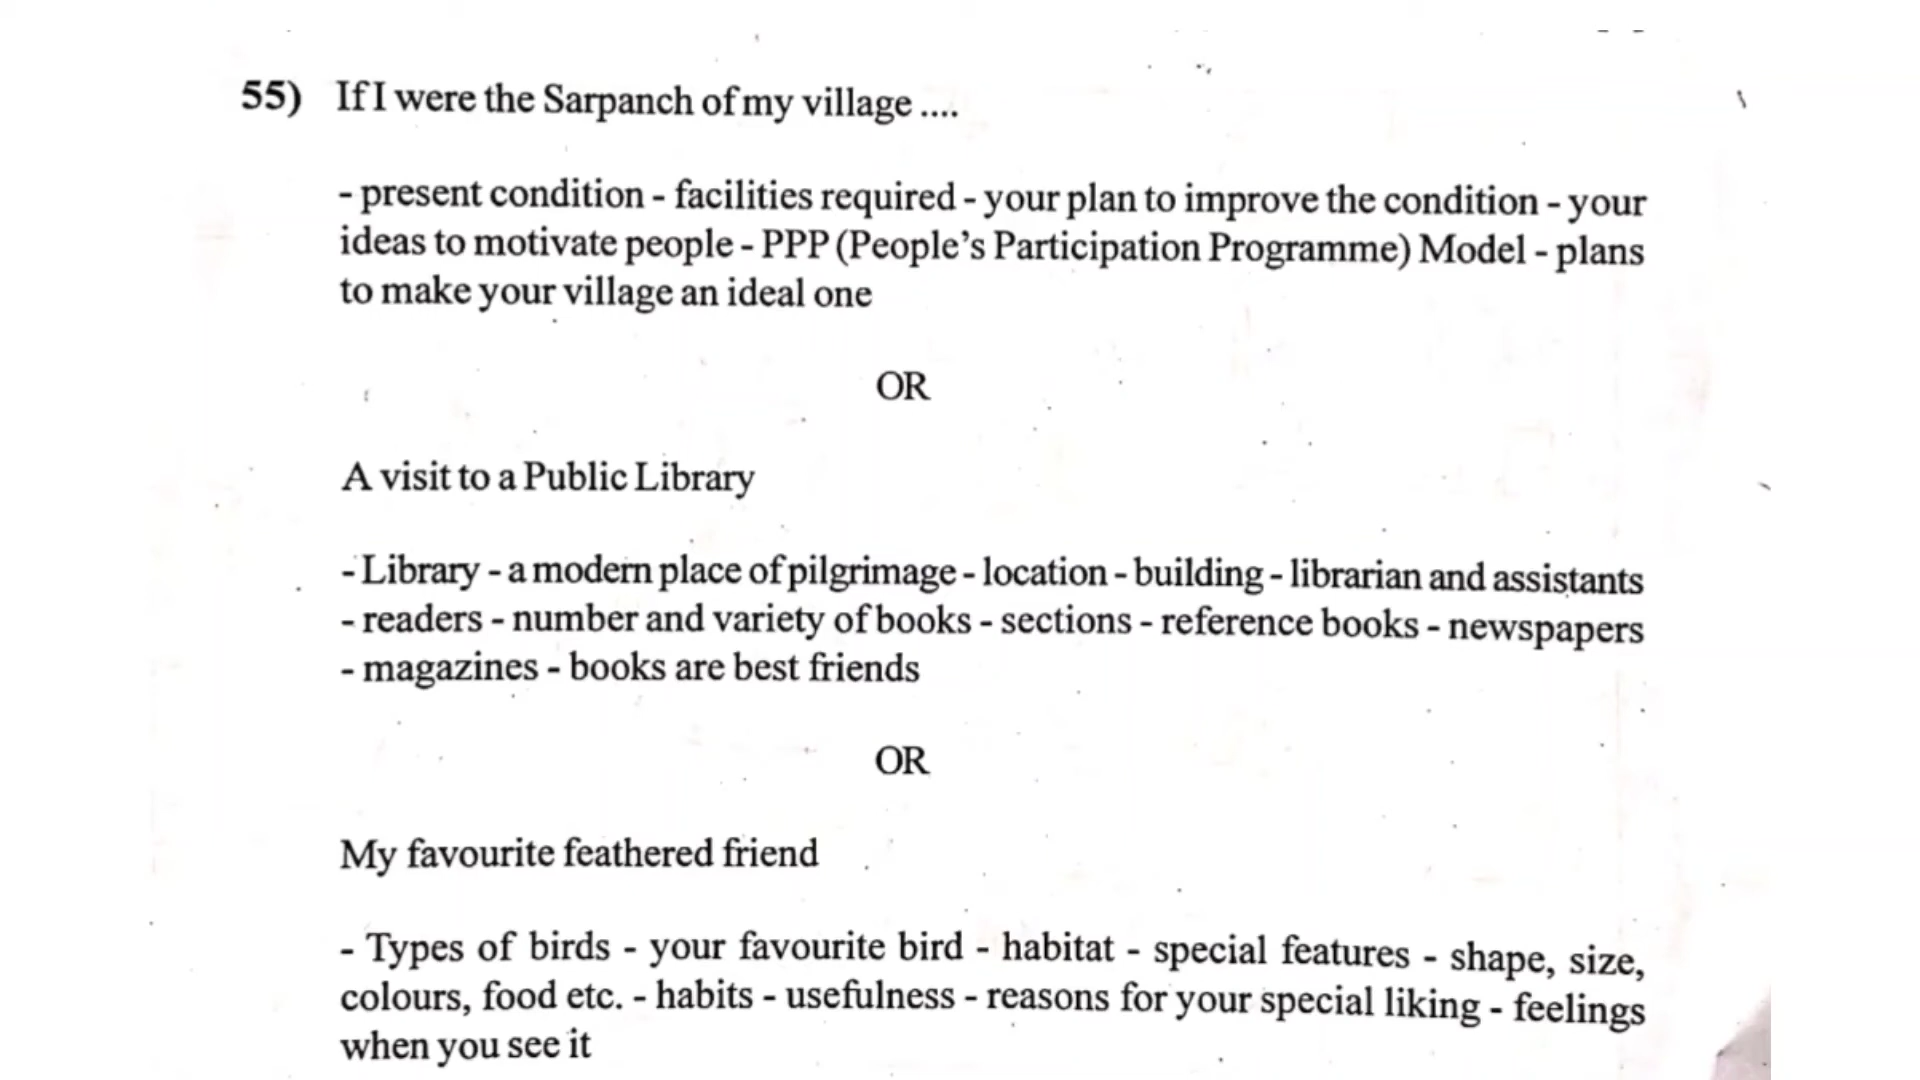 55) If I were the Sarpanch of my village ....
- present condition - facilities required - your plan to improve the condition - your
ideas to motivate people - PPP (People's Participation Programme) Model - plans
to make your village an ideal one
OR
A visit to a Public Library
- Library - a modern place of pilgrimage - location - building - librarian and assistants
- readers - number and variety of books - sections - reference books - newspapers
- magazines - books are best friends
OR
My favourite feathered friend
- Types of birds - your favourite bird - habitat - special features - shape, size,
colours, food etc. - habits - usefulness - reasons for your special liking - feelings
when you see it